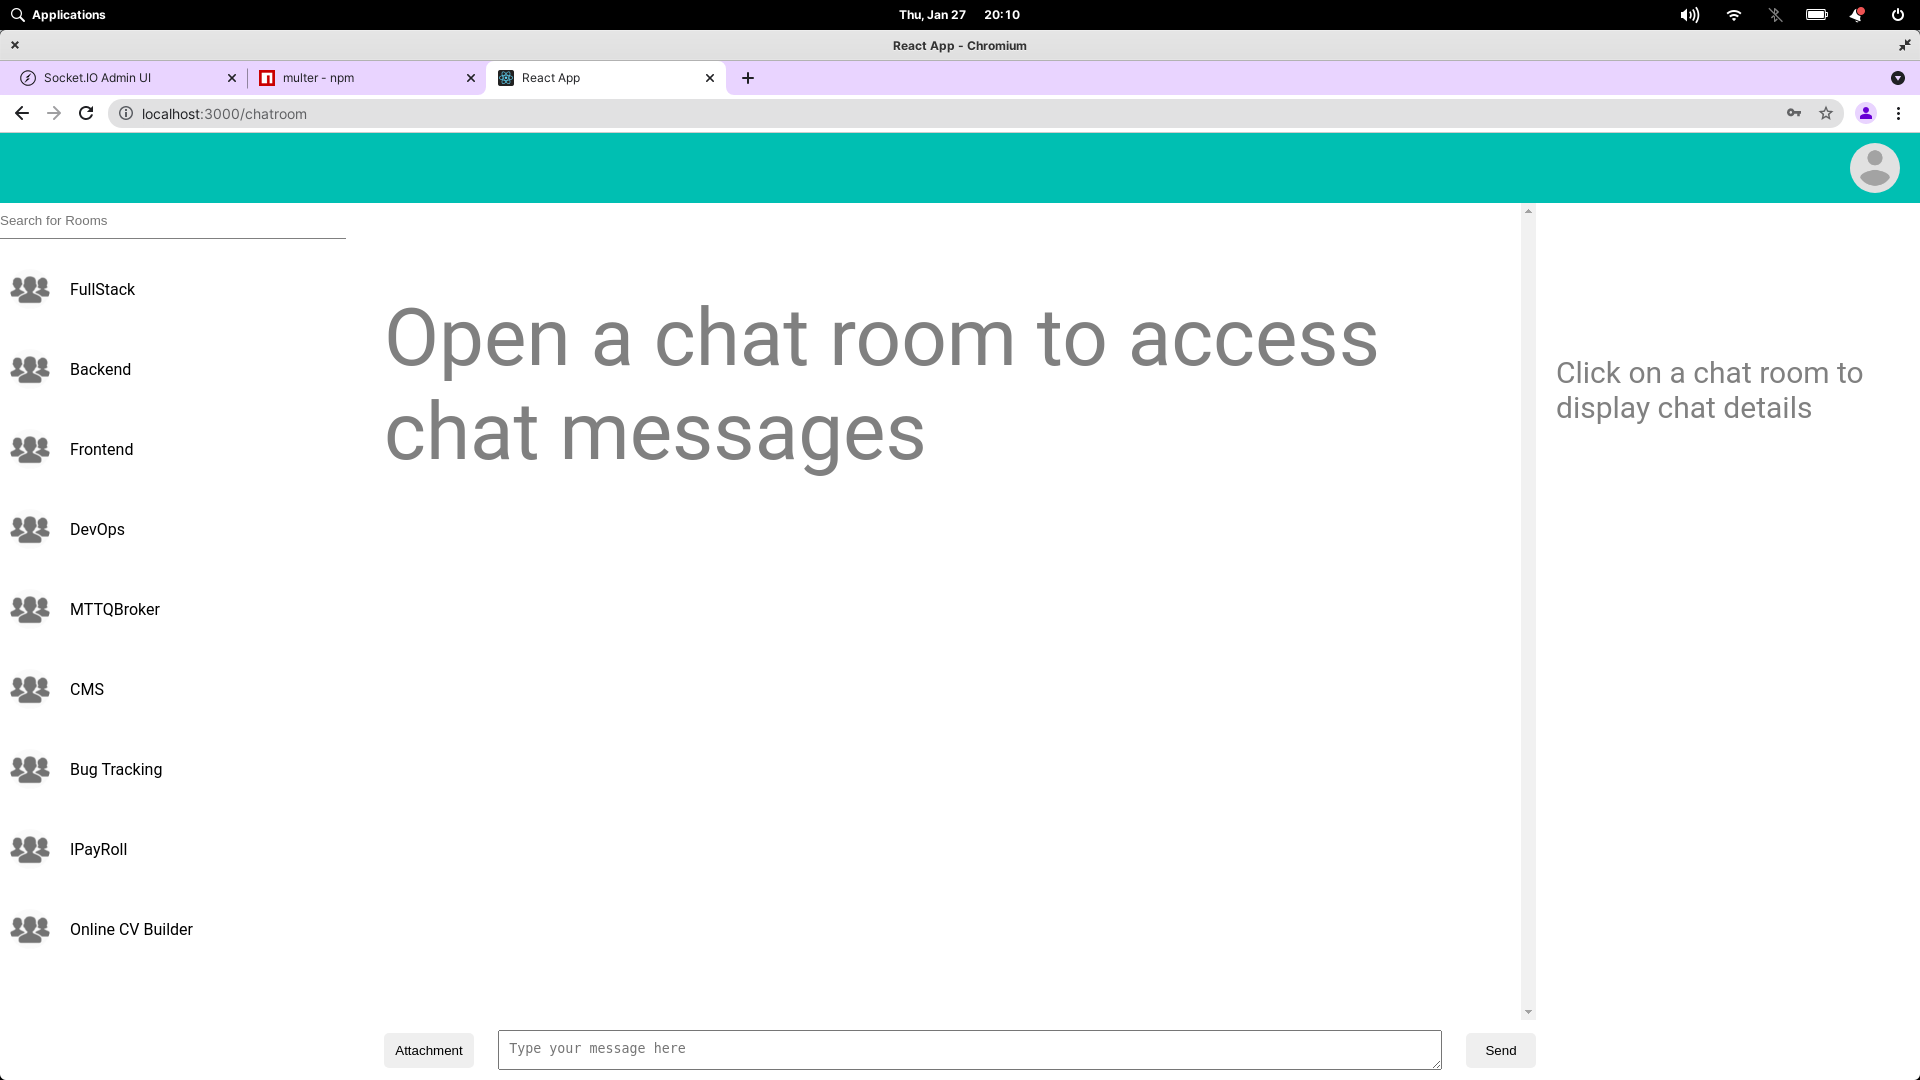 Applications
Thu, Jan 27 20:10
React App - Chromium
Socket.IO Admin UI
multer - npm
React App
localhost:3000/chatroom
Search for Rooms
FullStack
Backend
Frontend
DevOps
MTTQBroker
CMS
Bug Tracking
IPayRoll
Online CV Builder
Open a chat room to access
chat messages
Click on a chat room to
display chat details
Attachment
Type your message here
Send